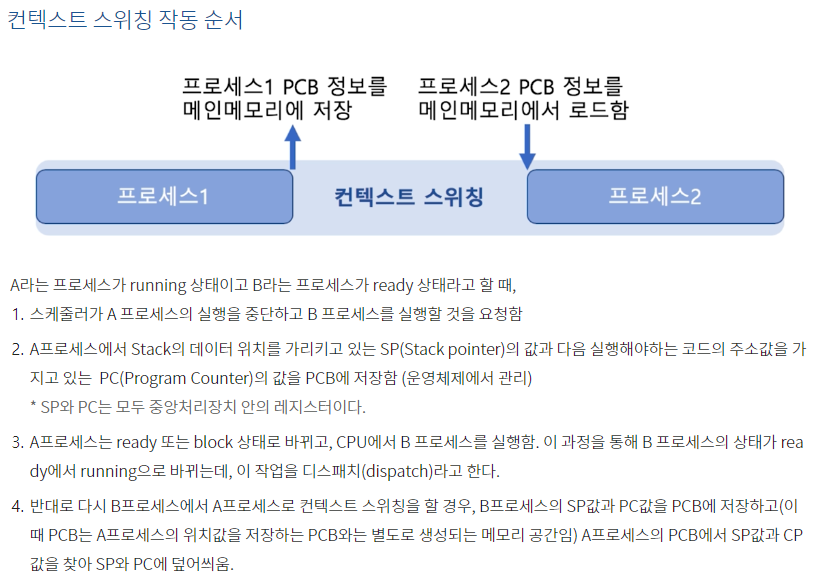 컨텍스트 스위칭 작동 순서
프로세스1 PCB 정보를
메인메모리에 저장
프로세스2 PCB 정보를
메인메모리에서 로드함
프로세스1
컨텍스트 스위칭
프로세스2
A라는 프로세스가 running 상태이고 B라는 프로세스가 ready 상태라고 할 때,
1. 스케줄러가 A 프로세스의 실행을 중단하고 B 프로세스를 실행할 것을 요청함
2. A프로세스에서 Stack의 데이터 위치를 가리키고 있는 SP(Stack pointer)의 값과 다음 실행해야하는 코드의 주소값을 가
지고 있는 PC(Program Counter)의 값을 PCB에 저장함 (운영체제에서 관리)
* SP와 PC는 모두 중앙처리장치 안의 레지스터이다.
3. A프로세스는 ready 또는 block 상태로 바뀌고, CPU에서 B 프로세스를 실행함. 이 과정을 통해 B 프로세스의 상태가 rea
dy에서 running으로 바뀌는데, 이 작업을 디스패치(dispatch)라고 한다.
4. 반대로 다시 B프로세스에서 A프로세스로 컨텍스트 스위칭을 할 경우, B프로세스의 SP값과 PC값을 PCB에 저장하고(이
때 PCB는 A프로세스의 위치값을 저장하는 PCB와는 별도로 생성되는 메모리 공간임) A프로세스의 PCB에서 SP값과 CP
값을 찾아 SP와 PC에 덮어씌움.